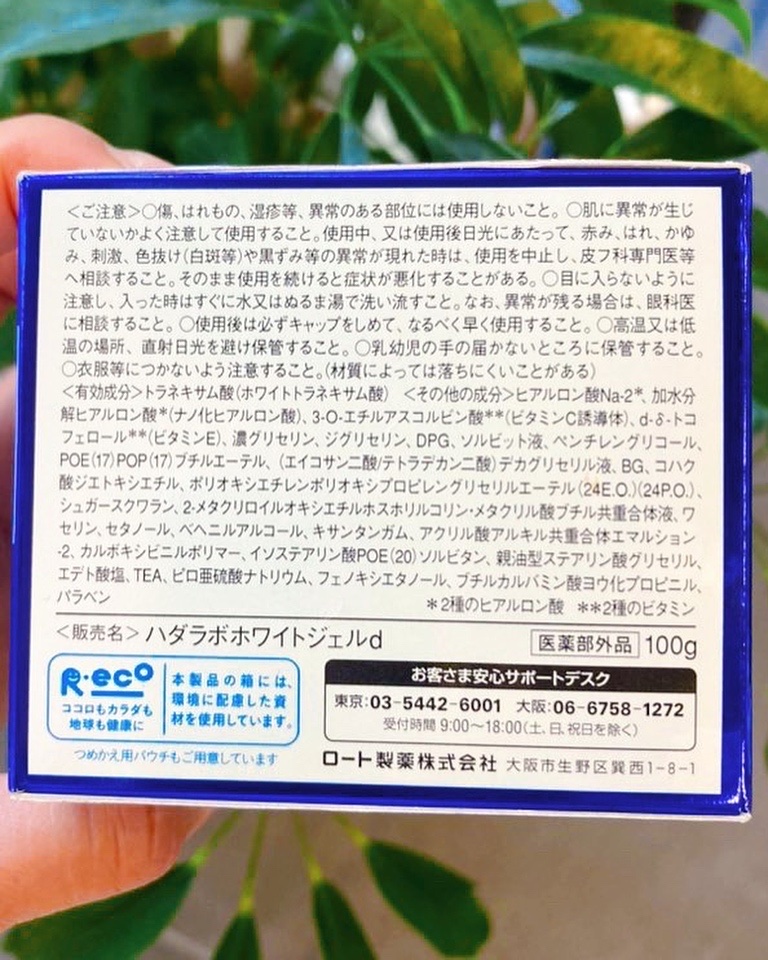 ＜ご注意＞○傷、はれもの、湿疹等、異常のある部位には使用しないこと。○肌に異常が生じ
ていないかよく注意して使用すること。使用中、又は使用後日光にあたって、赤み、はれ、かゆ
み、刺激、色抜け(白斑等)や黒ずみ等の異常が現れた時は、使用を中止し、皮フ科専門医等
へ相談すること。そのまま使用を続けると症状が悪化することがある。○目に入らないように
注意し、入った時はすぐに水又はぬるま湯で洗い流すこと。なお、異常が残る場合は、眼科医
に相談すること。○使用後は必ずキャップをしめて、なるべく早く使用すること。○高温又は低
温の場所、直射日光を避け保管すること。○乳幼児の手の届かないところに保管すること。
○衣服等につかないよう注意すること。(材質によっては落ちにくいことがある)
＜有効成分＞トラネキサム酸(ホワイトトラネキサム酸) ＜その他の成分＞ヒアルロン酸Na-2*、加水分
解ヒアルロン酸*(ナノ化ヒアルロン酸)、3-O-エチルアスコルビン酸**(ビタミンC誘導体)、d-δ-トコ
フェロール**(ビタミンE)、濃グリセリン、ジグリセリン、DPG、ソルビット液、ペンチレングリコール、
POE(17)POP(17)ブチルエーテル、(エイコサン二酸/テトラデカン二酸)デカグリセリル液、BG、コハク
酸ジエトキシエチル、ポリオキシエチレンポリオキシプロピレングリセリルエーテル(24E.O.)(24P.O.)、
シュガースクワラン、2-メタクリロイルオキシエチルホスホリルコリン・メタクリル酸ブチル共重合体液、ワ
セリン、セタノール、ベヘニルアルコール、キサンタンガム、アクリル酸アルキル共重合体エマルション
-2、カルボキシビニルポリマー、イソステアリン酸POE(20)ソルビタン、親油型ステアリン酸グリセリル、
エデト酸塩、TEA、ピロ亜硫酸ナトリウム、フェノキシエタノール、ブチルカルバミン酸ヨウ化プロピニル、
パラベン *2種のヒアルロン酸 **2種のビタミン
＜販売名＞ハダラボホワイトジェルd 医薬部外品 100g
R・eco
ココロもカラダも
地球も健康に
本製品の箱には、
環境に配慮した資
材を使用しています。
つめかえ用パウチもご用意しています
お客さま安心サポートデスク
東京:03-5442-6001 大阪:06-6758-1272
受付時間 9:00～18:00(土、日、祝日を除く)
ロート製薬株式会社 大阪市生野区巽西1-8-1